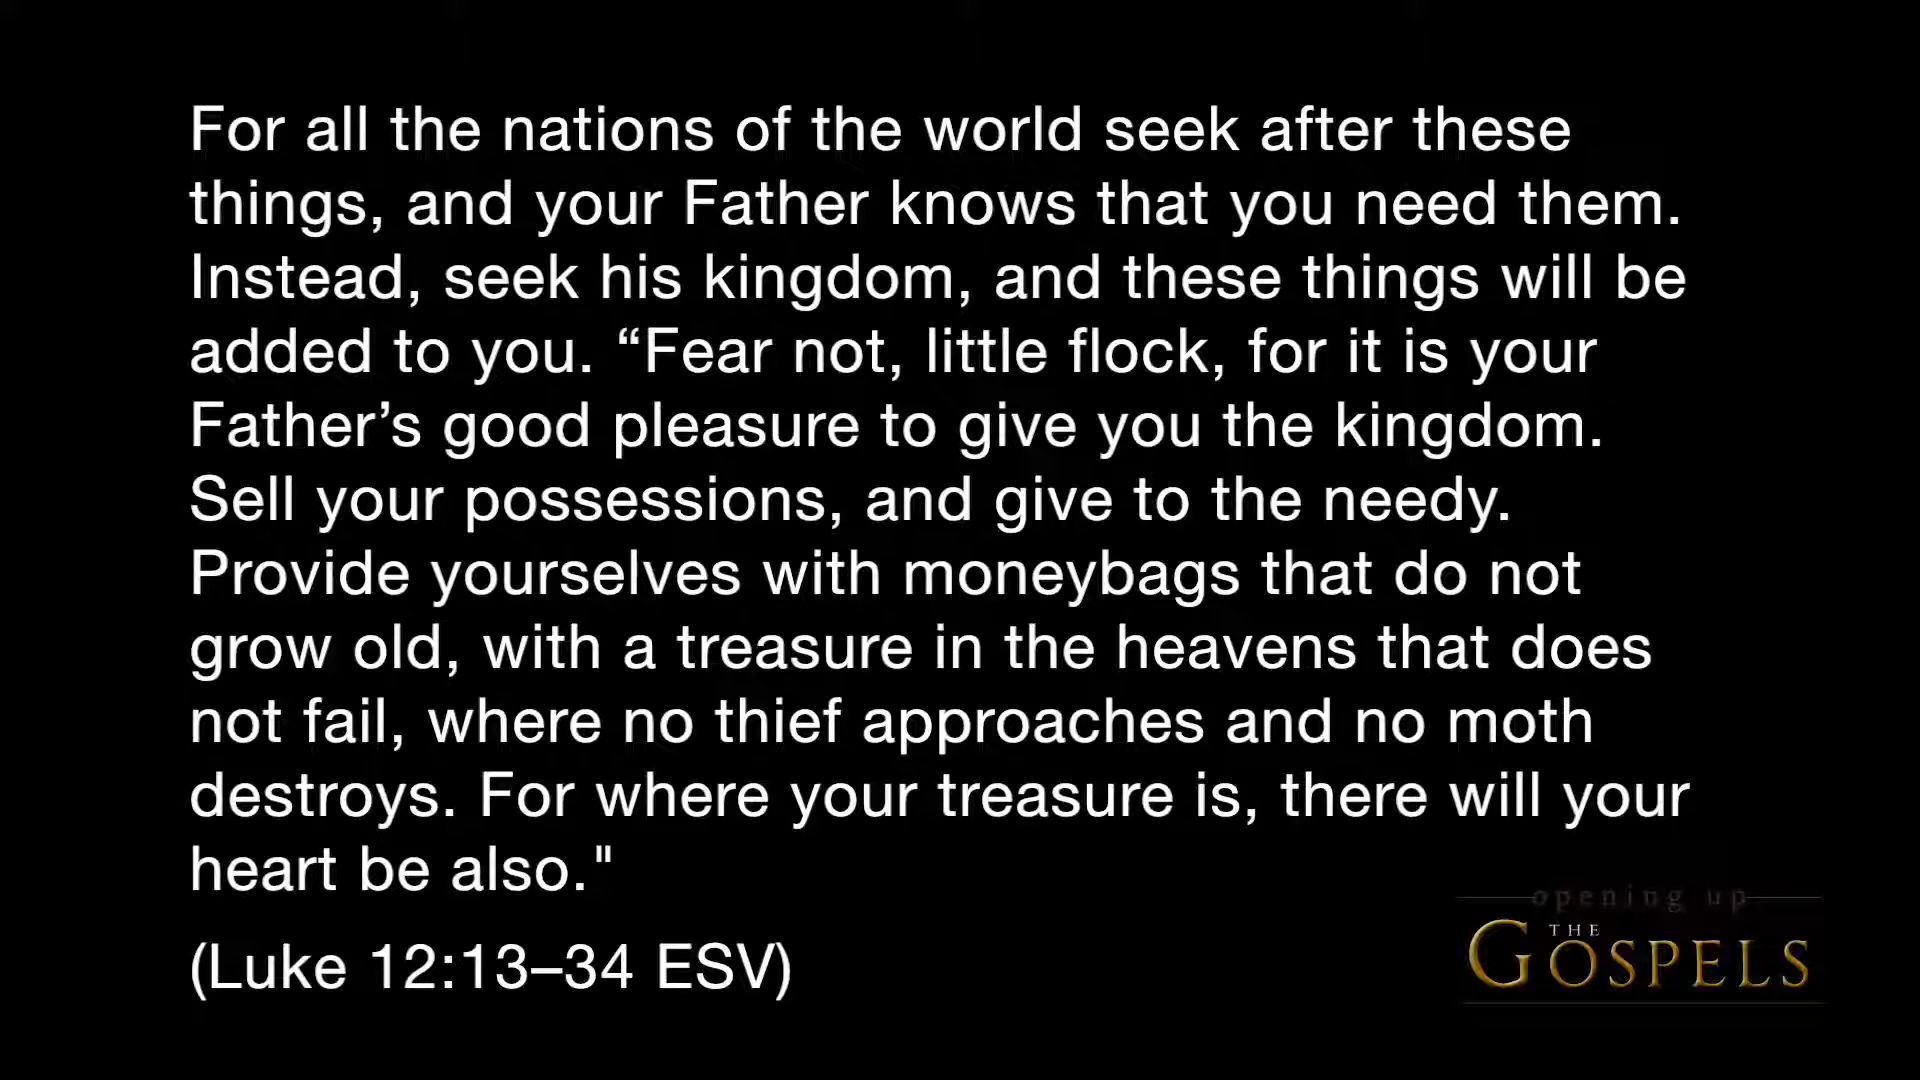 For all the nations of the world seek after these
things, and your Father knows that you need them.
Instead, seek his kingdom, and these things will be
added to you. “Fear not, little flock, for it is your
Father’s good pleasure to give you the kingdom.
Sell your possessions, and give to the needy.
Provide yourselves with moneybags that do not
grow old, with a treasure in the heavens that does
not fail, where no thief approaches and no moth
destroys. For where your treasure is, there will your
heart be also."
(Luke 12:13–34 ESV)
opening up
THE
GOSPELS